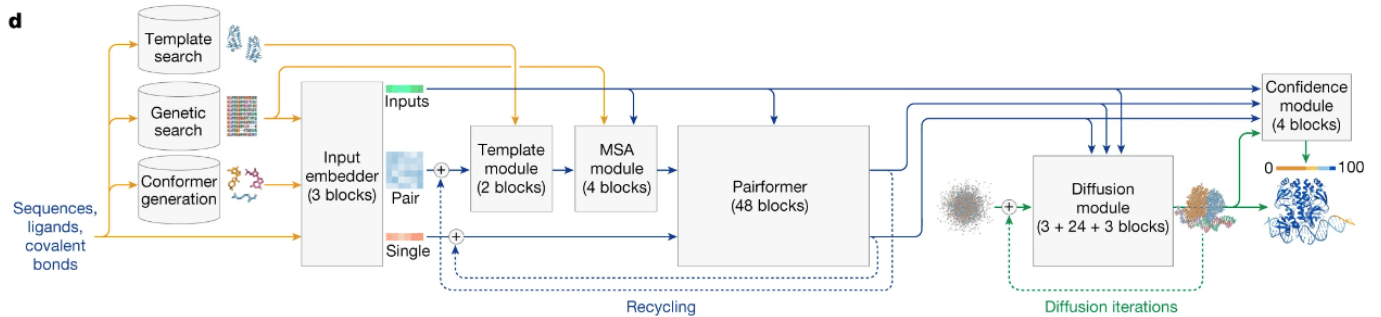 d
Template
search
Genetic
search
Conformer
generation
Sequences,
ligands,
covalent
bonds
Input
embedder
(3 blocks)
Inputs
Pair
Single
Template
module
(2 blocks)
MSA
module
(4 blocks)
Pairformer
(48 blocks)
Recycling
Diffusion
module
(3 + 24 + 3 blocks)
Diffusion iterations
Confidence
module
(4 blocks)
0 100